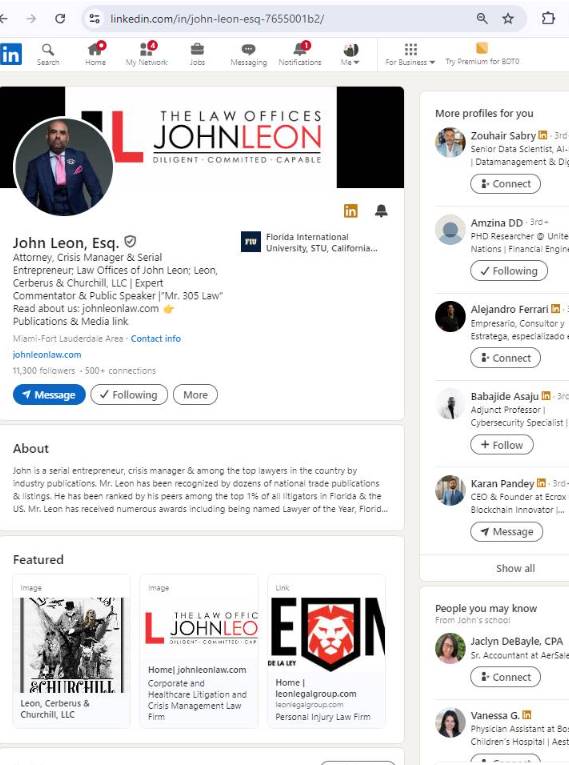 linkedin.com/in/john-leon-esq-7655001b2/
in
Search
Home
4
My Network
Jobs
Messaging
1
Notifications
Me
For Business
Try Premium for BDT0
THE LAW OFFICES
L JOHNLEON
DILIGENT · COMMITTED · CAPABLE
in
John Leon, Esq.
Attorney, Crisis Manager & Serial
Entrepreneur; Law Offices of John Leon; Leon,
Cerberus & Churchill, LLC | Expert
Commentator & Public Speaker |"Mr. 305 Law"
Read about us: johnleonlaw.com 👉
Publications & Media link
Miami-Fort Lauderdale Area · Contact info
johnleonlaw.com
11,300 followers · 500+ connections
Message
Following
More
FIU
Florida International
University, STU, California...
About
John is a serial entrepreneur, crisis manager & among the top lawyers in the country by
industry publications. Mr. Leon has been recognized by dozens of national trade publications
& listings. He has been ranked by his peers among the top 1% of all litigators in Florida & the
US. Mr. Leon has received numerous awards including being named Lawyer of the Year, Florid...
Featured
Image
&CHURCHILL
Leon, Cerberus &
Churchill, LLC
Image
THE LAW OFFIC
L JOHNLEO
Home| johnleonlaw.com
Corporate and
Healthcare Litigation and
Crisis Management Law
Firm
Link
E N
DE LA LEY
Home |
leonlegalgroup.com
leonlegalgroup.com
Personal Injury Law Firm
More profiles for you
Zouhair Sabry in · 3rd
Senior Data Scientist, AI-
| Datamanagement & Dig
Connect
Amzina DD · 3rd+
PHD Researcher @ Unite
Nations | Financial Engine
Following
Alejandro Ferrari in · 3
Empresario, Consultor y
Estratega, especializado e
Connect
Babajide Asaju in · 3rd
Adjunct Professor |
Cybersecurity Specialist |
Follow
Karan Pandey in · 3rd+
CEO & Founder at Ecrox
Blockchain Innovator |...
Message
Show all
People you may know
From John's school
Jaclyn DeBayle, CPA
Sr. Accountant at AerSale
Connect
Vanessa G. in
Physician Assistant at Bos
Children's Hospital | Aest
Connect